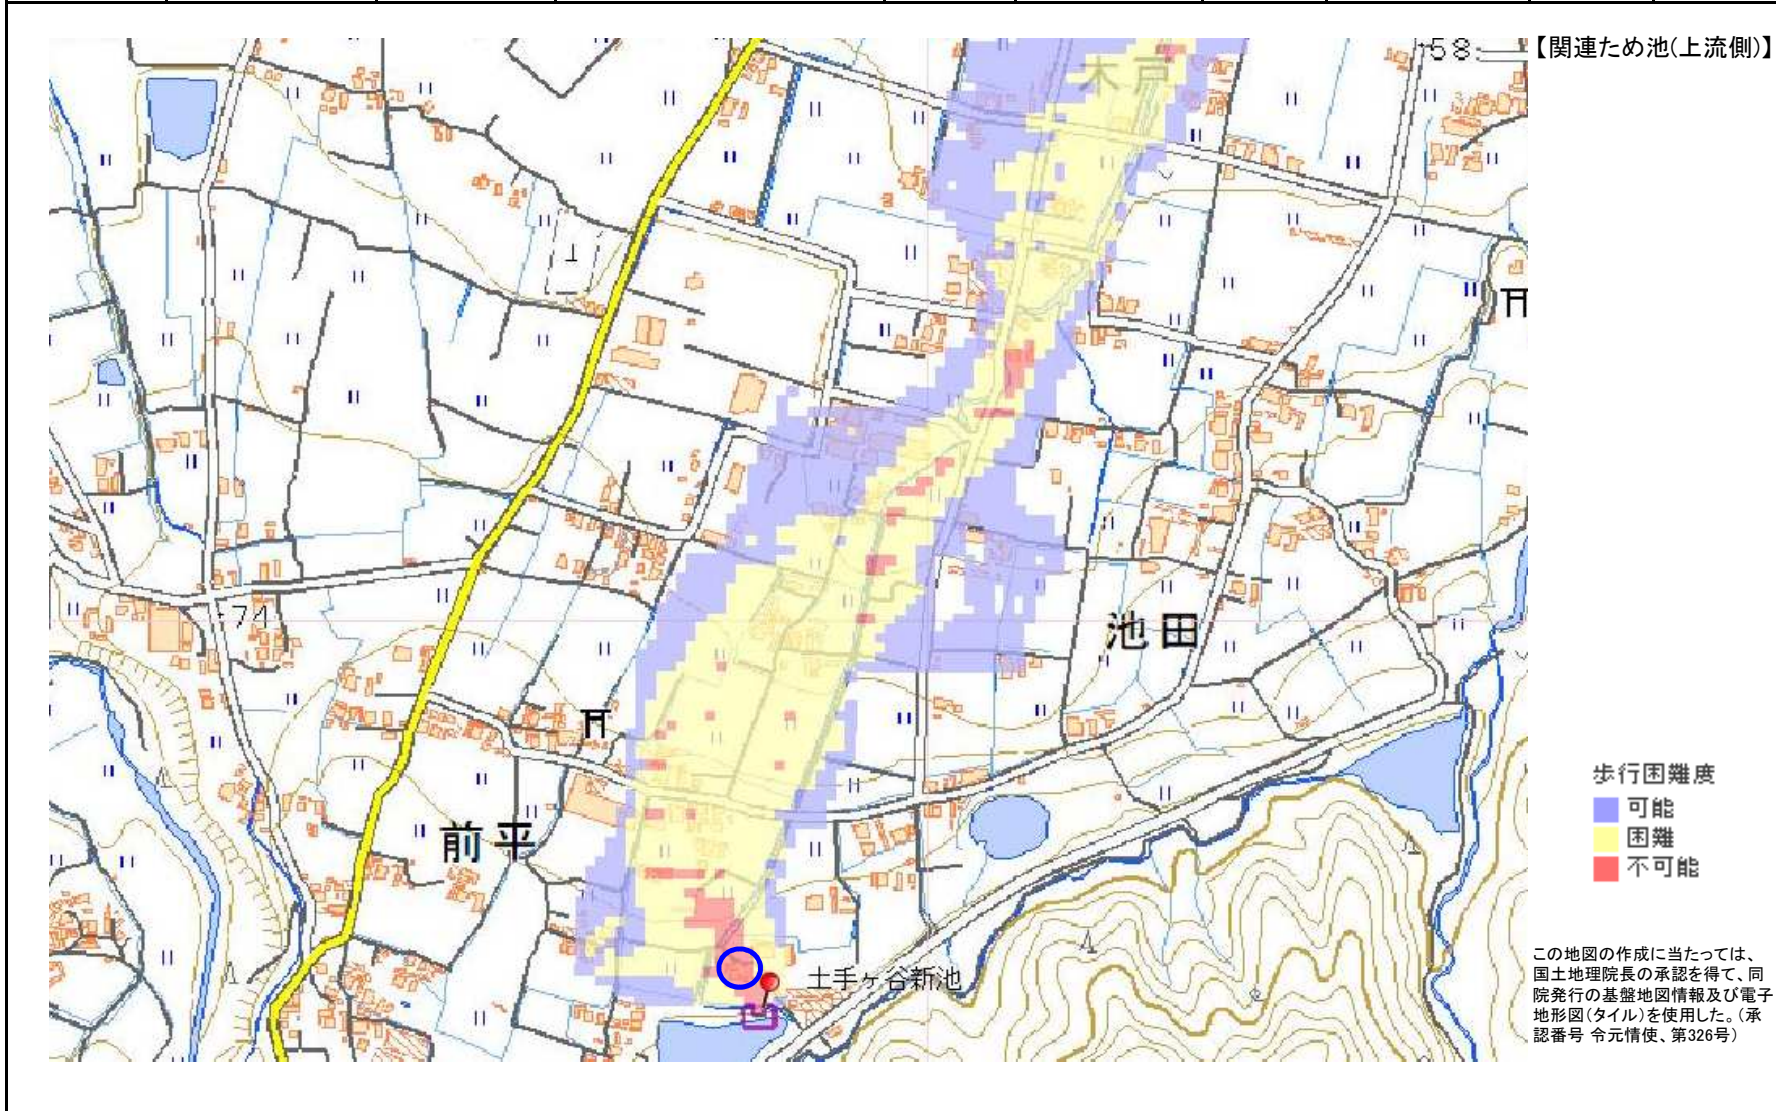 【関連ため池(上流側)】
58
木戸
74
池田
前平
土手ヶ谷新池
歩行困難度
可能
困難
不可能
この地図の作成に当たっては、
国土地理院長の承認を得て、同
院発行の基盤地図情報及び電子
地形図(タイル)を使用した。(承
認番号 令元情使、第326号)